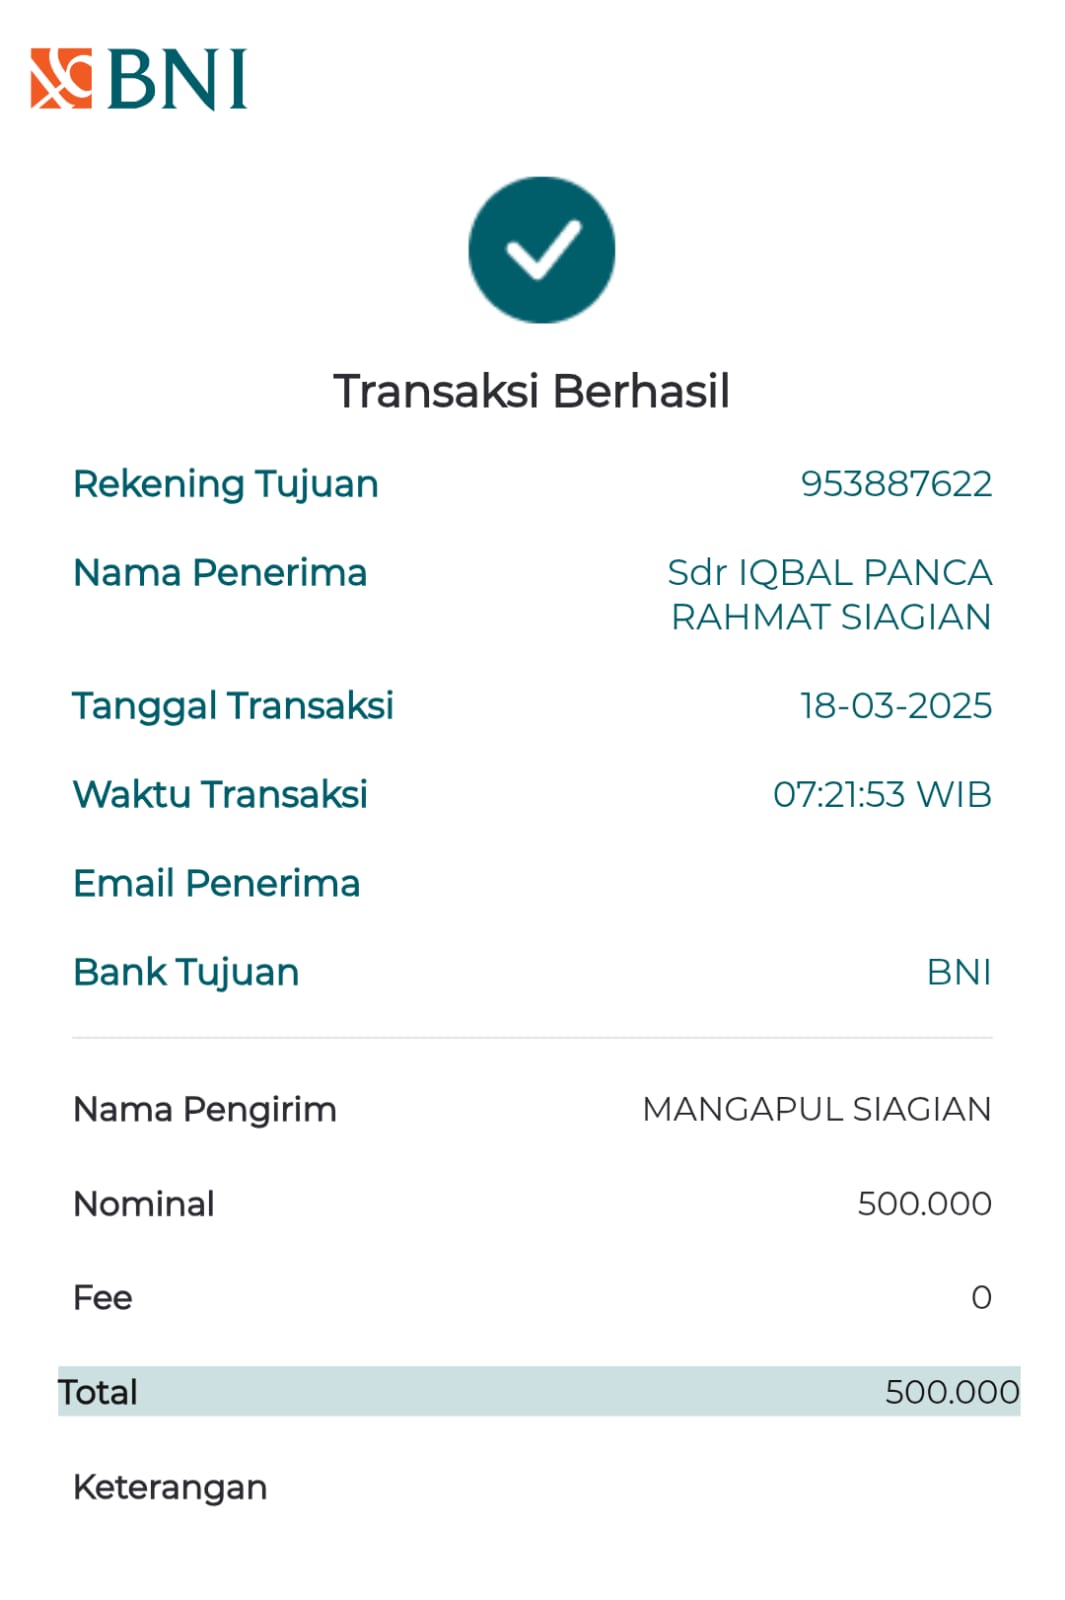 BNI
Transaksi Berhasil
Rekening Tujuan 953887622
Nama Penerima Sdr IQBAL PANCA
RAHMAT SIAGIAN
Tanggal Transaksi 18-03-2025
Waktu Transaksi 07:21:53 WIB
Email Penerima
Bank Tujuan BNI
Nama Pengirim MANGAPUL SIAGIAN
Nominal 500.000
Fee 0
Total 500.000
Keterangan